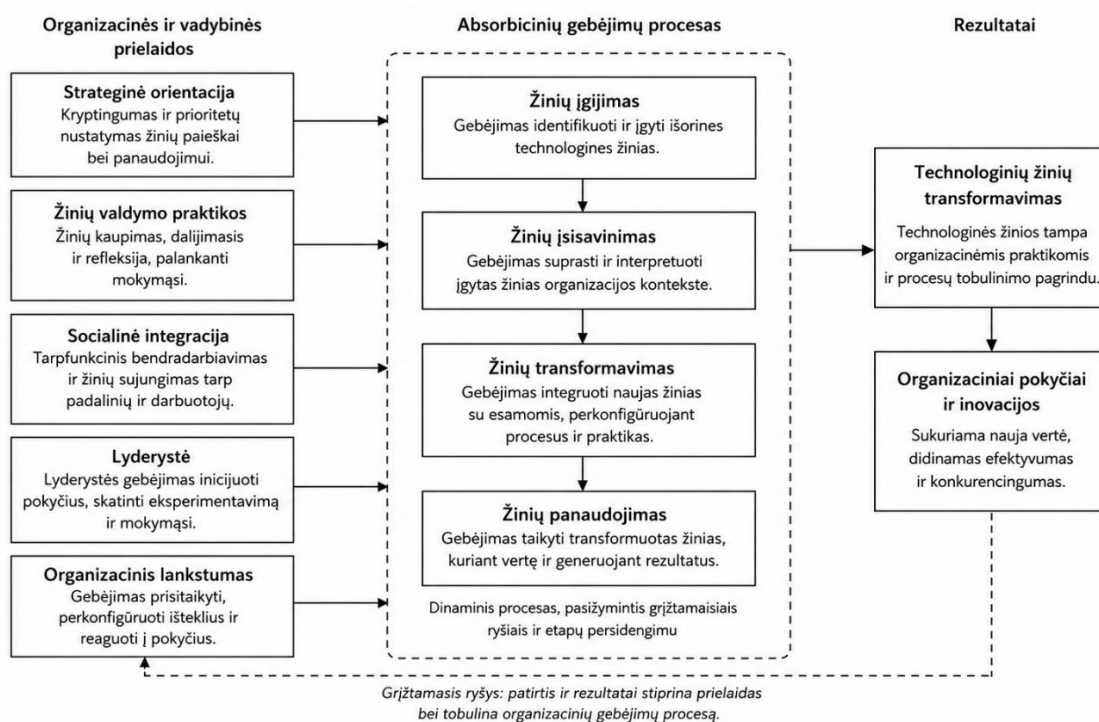 Organizacinės ir vadybinės
prielaidos
Strateginė orientacija
Kryptingumas ir prioritetų
nustatymas žinių paieškai
bei panaudojimui.
Žinių valdymo praktikos
Žinių kaupimas, dalijimasis
ir refleksija, palankanti
mokymąsi.
Socialinė integracija
Tarpfunkcinis bendradarbiavimas
ir žinių sujungimas tarp
padalinių ir darbuotojų.
Lyderystė
Lyderystės gebėjimas inicijuoti
pokyčius, skatinti eksperimentavimą
ir mokymąsi.
Organizacinis lankstumas
Gebėjimas prisitaikyti,
perkonfigūruoti išteklius ir
reaguoti į pokyčius.
Absorbicinių gebėjimų procesas
Žinių įgijimas
Gebėjimas identifikuoti ir įgyti išorines
technologines žinias.
Žinių įsisavinimas
Gebėjimas suprasti ir interpretuoti
įgytas žinias organizacijos kontekste.
Žinių transformavimas
Gebėjimas integruoti naujas žinias
su esamomis, perkonfigūruojant
procesus ir praktikas.
Žinių panaudojimas
Gebėjimas taikyti transformuotas žinias,
kuriant vertę ir generuojant rezultatus.
Dinaminis procesas, pasižymintis grįžtamaisiais
ryšiais ir etapų persidengimu
Rezultatai
Technologinių žinių
transformavimas
Technologinės žinios tampa
organizacinėmis praktikomis
ir procesų tobulinimo pagrindu.
Organizaciniai pokyčiai
ir inovacijos
Sukuriama nauja vertė,
didinamas efektyvumas
ir konkurencingumas.
Grįžtamasis ryšys: patirtis ir rezultatai stiprina prielaidas
bei tobulina organizacinių gebėjimų procesą.